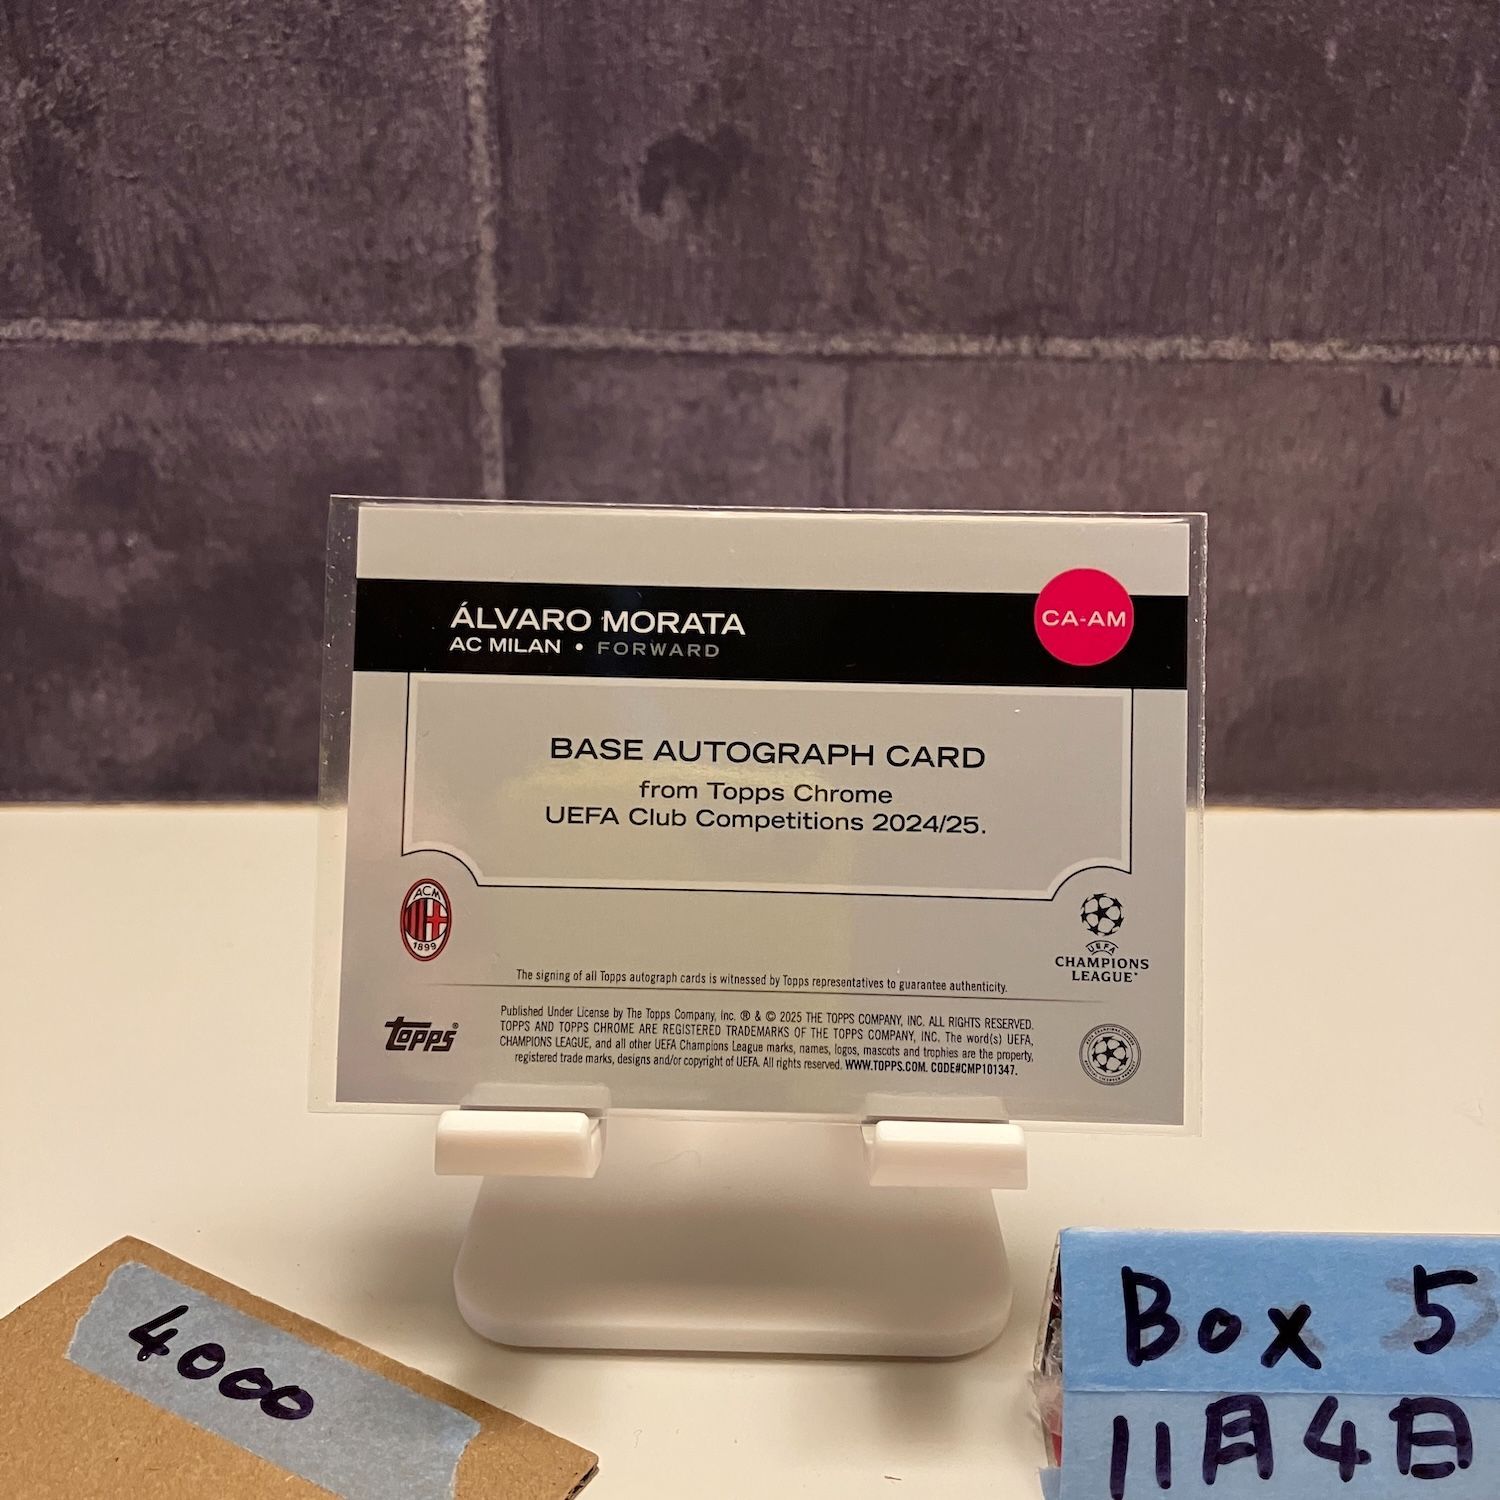 ÁLVARO MORATA
AC MILAN • FORWARD
CA-AM
BASE AUTOGRAPH CARD
from Topps Chrome
UEFA Club Competitions 2024/25.
ACM
1899
UEFA
CHAMPIONS
LEAGUE
The signing of all Topps autograph cards is witnessed by Topps representatives to guarantee authenticity.
topps®
Published Under License by The Topps Company, Inc. ® & © 2025 THE TOPPS COMPANY, INC. ALL RIGHTS RESERVED.
TOPPS AND TOPPS CHROME ARE REGISTERED TRADEMARKS OF THE TOPPS COMPANY, INC. The word(s) UEFA,
CHAMPIONS LEAGUE, and all other UEFA Champions League marks, names, logos, mascots and trophies are the property,
registered trade marks, designs and/or copyright of UEFA. All rights reserved. WWW.TOPPS.COM. CODE#CMP101347.
4000
Box 5
11月4日